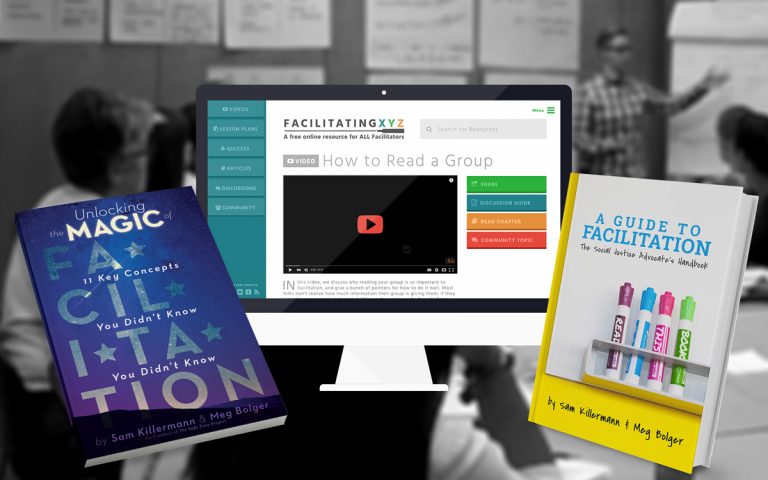 VIDEOS
LESSON PLANS
QUIZZES
ARTICLES
DISCUSSIONS
COMMUNITY
Menu
FACILITATINGXYZ
A free online resource for ALL Facilitators
Search for Resources
VIDEO How to Read a Group
SHARE
DISCUSSION GUIDE
READ CHAPTER
COMMUNITY TOPIC
IN this video, we discuss why reading your group is so important to
facilitation, and give a bunch of pointers for how to do it well. Most
folks don't realize how much information their group is giving them, if they
Unlocking
the MAGIC of
FA
11 Key Concepts
CIL
You Didn't Know
ITA
You Didn't Know
TION
by Sam Killermann & Meg Bolger
Co-Creators of The Safe Zone Project
A GUIDE TO
FACILITATION
The Social Justice Advocate's Handbook
READ
THIS
BOOK
by Sam Killermann & Meg Bolger